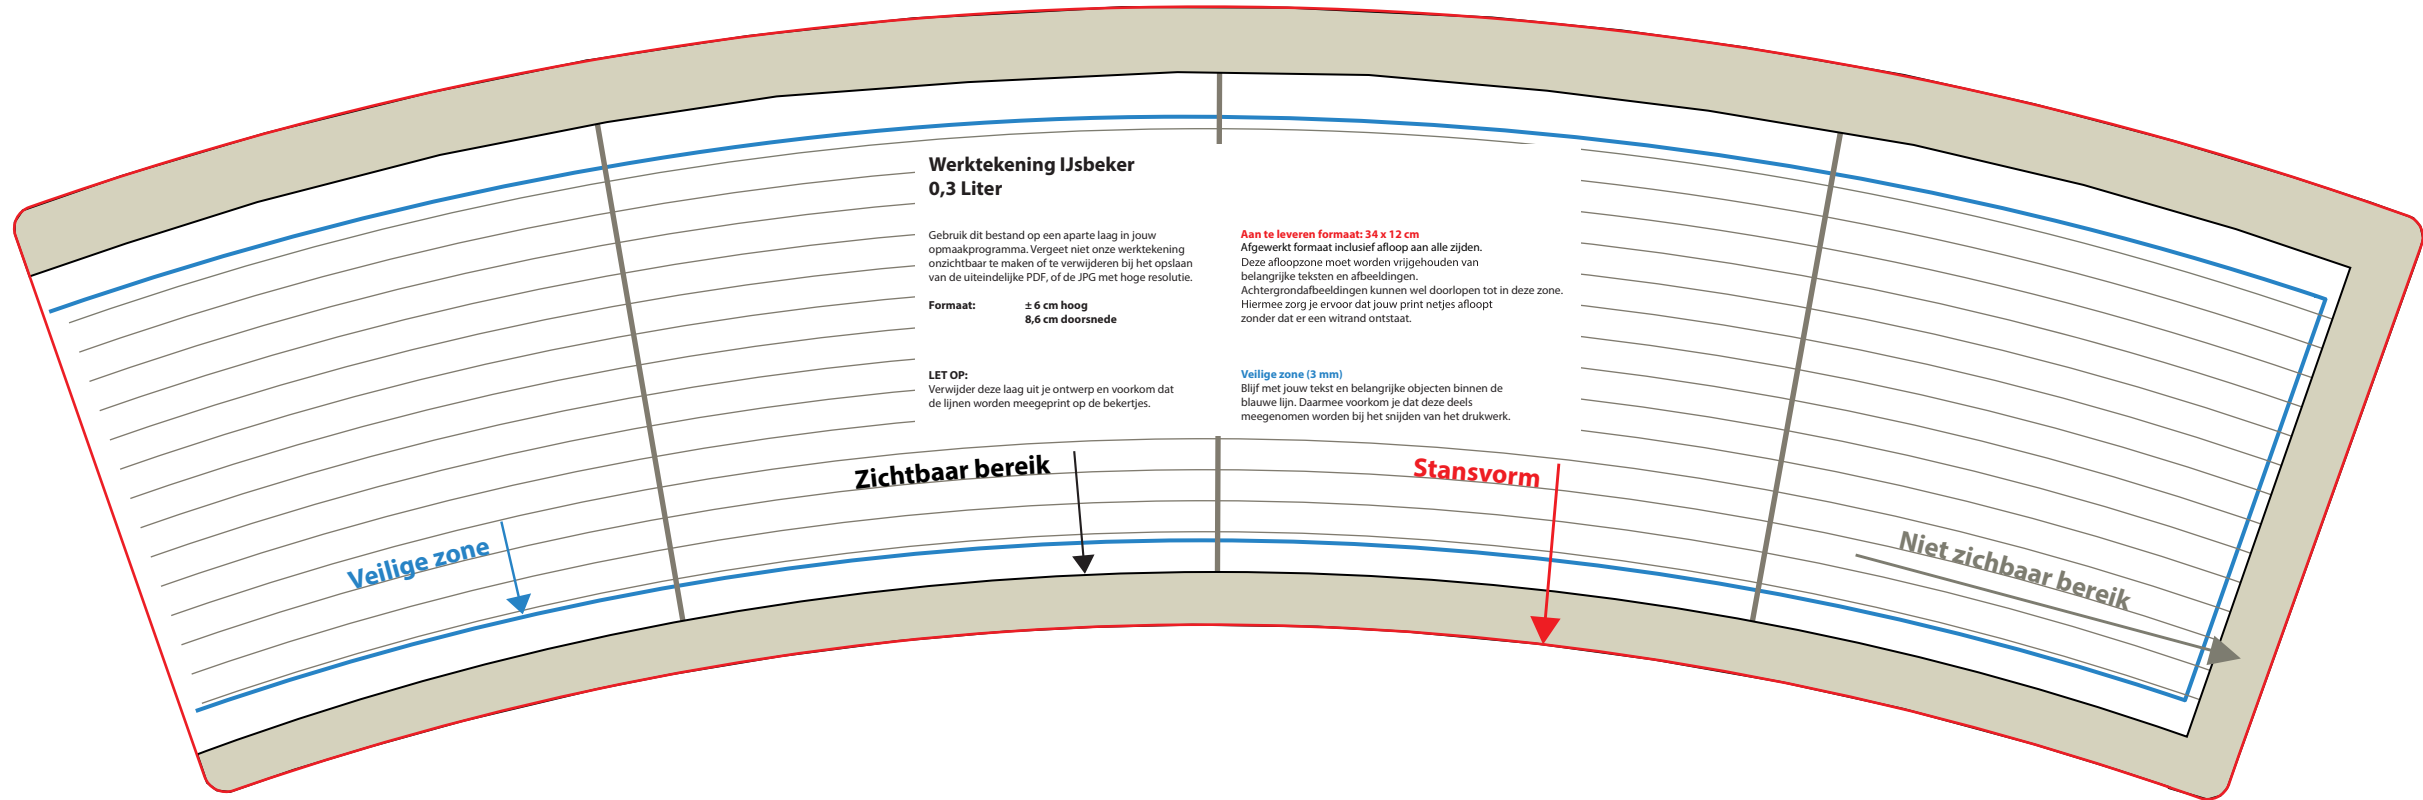 Werktekening IJsbeker
0,3 Liter
Gebruik dit bestand op een aparte laag in jouw
opmaakprogramma. Vergeet niet onze werktekening
onzichtbaar te maken of te verwijderen bij het opslaan
van de uiteindelijke PDF, of de JPG met hoge resolutie.
Formaat: ± 6 cm hoog
8,6 cm doorsnede
LET OP:
Verwijder deze laag uit je ontwerp en voorkom dat
de lijnen worden meegeprint op de bekertjes.
Aan te leveren formaat: 34 x 12 cm
Afgewerkt formaat inclusief afloop aan alle zijden.
Deze afloopzone moet worden vrijgehouden van
belangrijke teksten en afbeeldingen.
Achtergrondafbeeldingen kunnen wel doorlopen tot in deze zone.
Hiermee zorg je ervoor dat jouw print netjes afloopt
zonder dat er een witrand ontstaat.
Veilige zone (3 mm)
Blijf met jouw tekst en belangrijke objecten binnen de
blauwe lijn. Daarmee voorkom je dat deze deels
meegenomen worden bij het snijden van het drukwerk.
Zichtbaar bereik
Stansvorm
Veilige zone
Niet zichbaar bereik